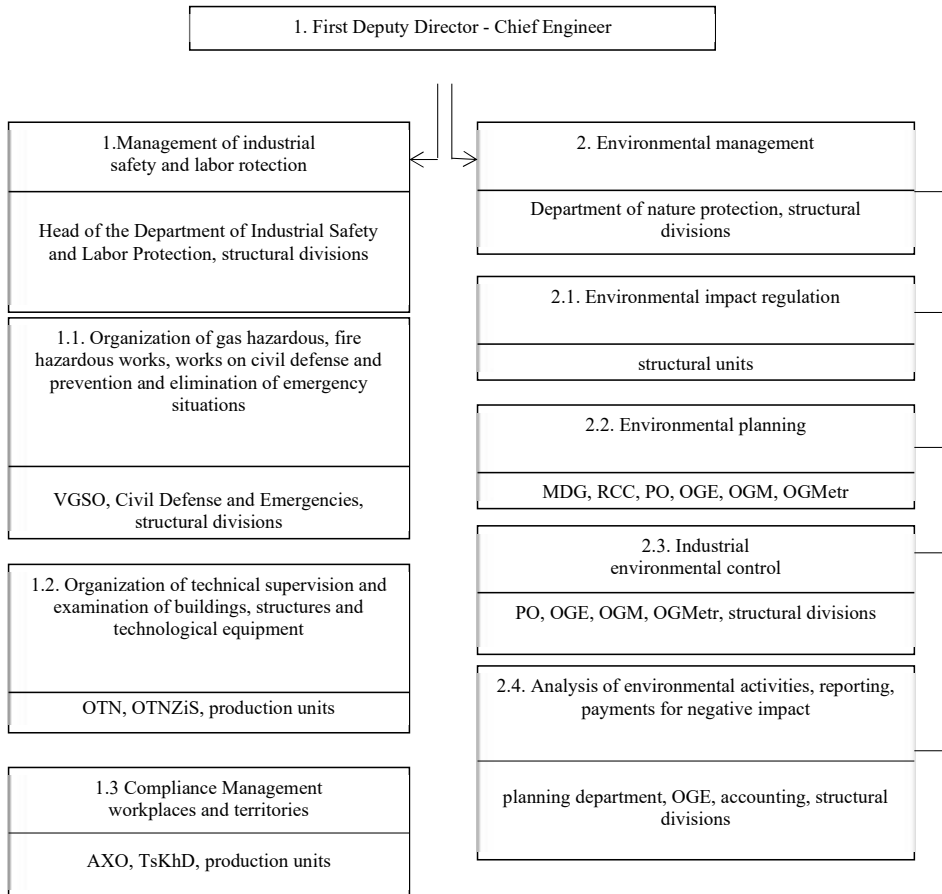 1. First Deputy Director - Chief Engineer
1.Management of industrial
safety and labor rotection
Head of the Department of Industrial Safety
and Labor Protection, structural divisions
1.1. Organization of gas hazardous, fire
hazardous works, works on civil defense and
prevention and elimination of emergency
situations
VGSO, Civil Defense and Emergencies,
structural divisions
1.2. Organization of technical supervision and
examination of buildings, structures and
technological equipment
OTN, OTNZiS, production units
1.3 Compliance Management
workplaces and territories
AXO, TsKhD, production units
2. Environmental management
Department of nature protection, structural
divisions
2.1. Environmental impact regulation
structural units
2.2. Environmental planning
MDG, RCC, PO, OGE, OGM, OGMetr
2.3. Industrial
environmental control
PO, OGE, OGM, OGMetr, structural divisions
2.4. Analysis of environmental activities, reporting,
payments for negative impact
planning department, OGE, accounting, structural
divisions